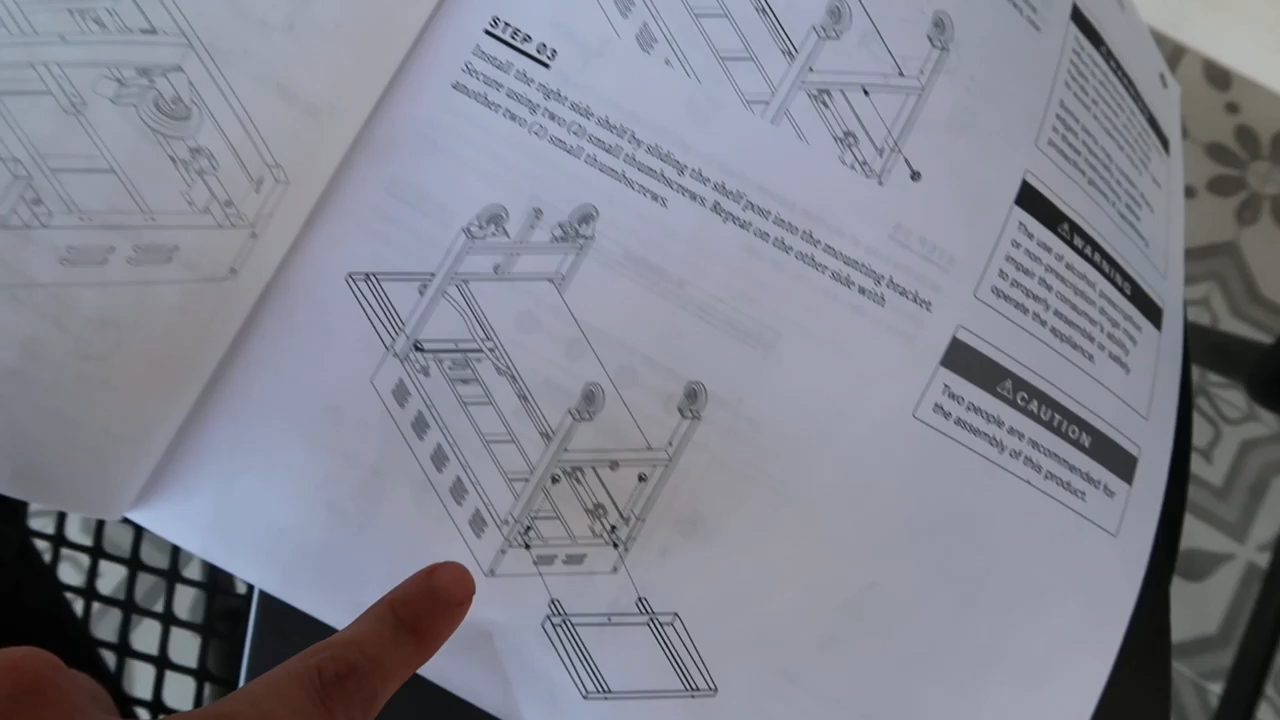 STEP 03
Install the right side shelf by sliding the shelf post into the mounting bracket.
Secure using two (2) small thumbscrews. Repeat on the other side with
another two (2) small thumbscrews.
WARNING
The use of alcohol, prescription
or non-prescription drugs may
impair the consumer's ability
to properly assemble or safely
operate the appliance.
CAUTION
Two people are recommended for
the assembly of this product.